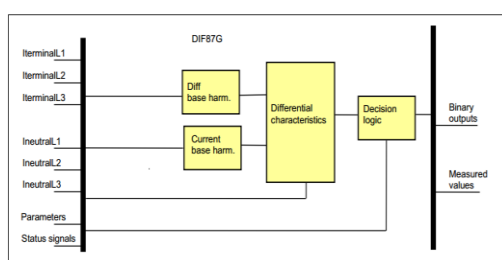 DIF87G
IterminalL1
IterminalL2
IterminalL3
IneutralL1
IneutralL2
IneutralL3
Parameters
Status signals
Diff
base harm.
Current
base harm.
Differential
characteristics
Decision
logic
Binary
outputs
Measured
values